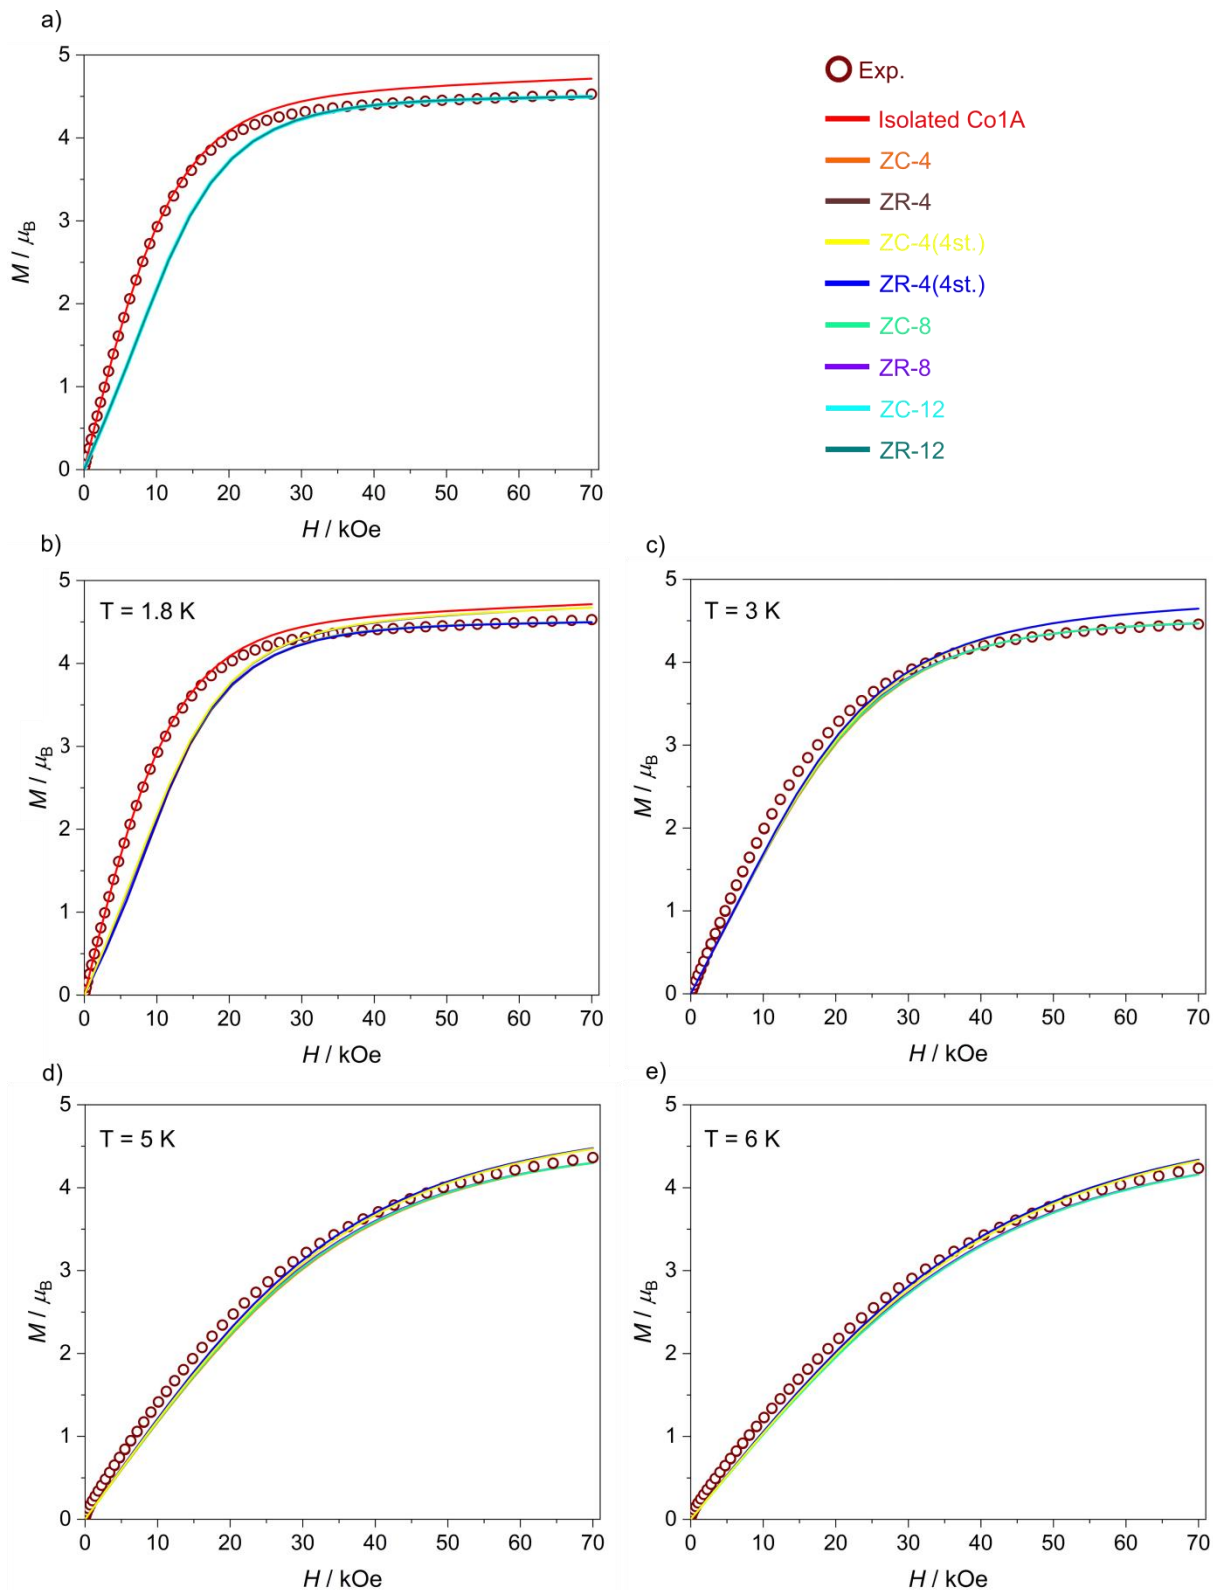 a)
5
4
3
2
1
0
M / μB
0 10 20 30 40 50 60 70
H / kOe
Exp.
Isolated Co1A
ZC-4
ZR-4
ZC-4(4st.)
ZR-4(4st.)
ZC-8
ZR-8
ZC-12
ZR-12
b)
T = 1.8 K
5
4
3
2
1
0
M / μB
0 10 20 30 40 50 60 70
H / kOe
c)
T = 3 K
5
4
3
2
1
0
M / μB
0 10 20 30 40 50 60 70
H / kOe
d)
T = 5 K
5
4
3
2
1
0
M / μB
0 10 20 30 40 50 60 70
H / kOe
e)
T = 6 K
5
4
3
2
1
0
M / μB
0 10 20 30 40 50 60 70
H / kOe